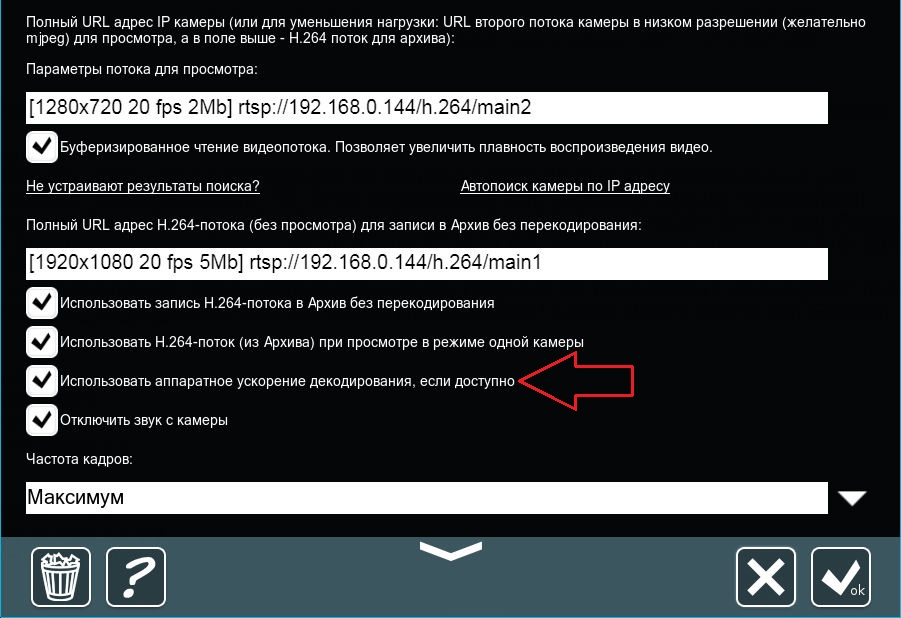 Полный URL адрес IP камеры (или для уменьшения нагрузки: URL второго потока камеры в низком разрешении (желательно
mjpeg) для просмотра, а в поле выше - H.264 поток для архива):
Параметры потока для просмотра:
[1280x720 20 fps 2Mb] rtsp://192.168.0.144/h.264/main2
Буферизированное чтение видеопотока. Позволяет увеличить плавность воспроизведения видео.
Не устраивают результаты поиска? Автопоиск камеры по IP адресу
Полный URL адрес H.264-потока (без просмотра) для записи в Архив без перекодирования:
[1920x1080 20 fps 5Mb] rtsp://192.168.0.144/h.264/main1
Использовать запись H.264-потока в Архив без перекодирования
Использовать H.264-поток (из Архива) при просмотре в режиме одной камеры
Использовать аппаратное ускорение декодирования, если доступно
Отключить звук с камеры
Частота кадров:
Максимум
? ok